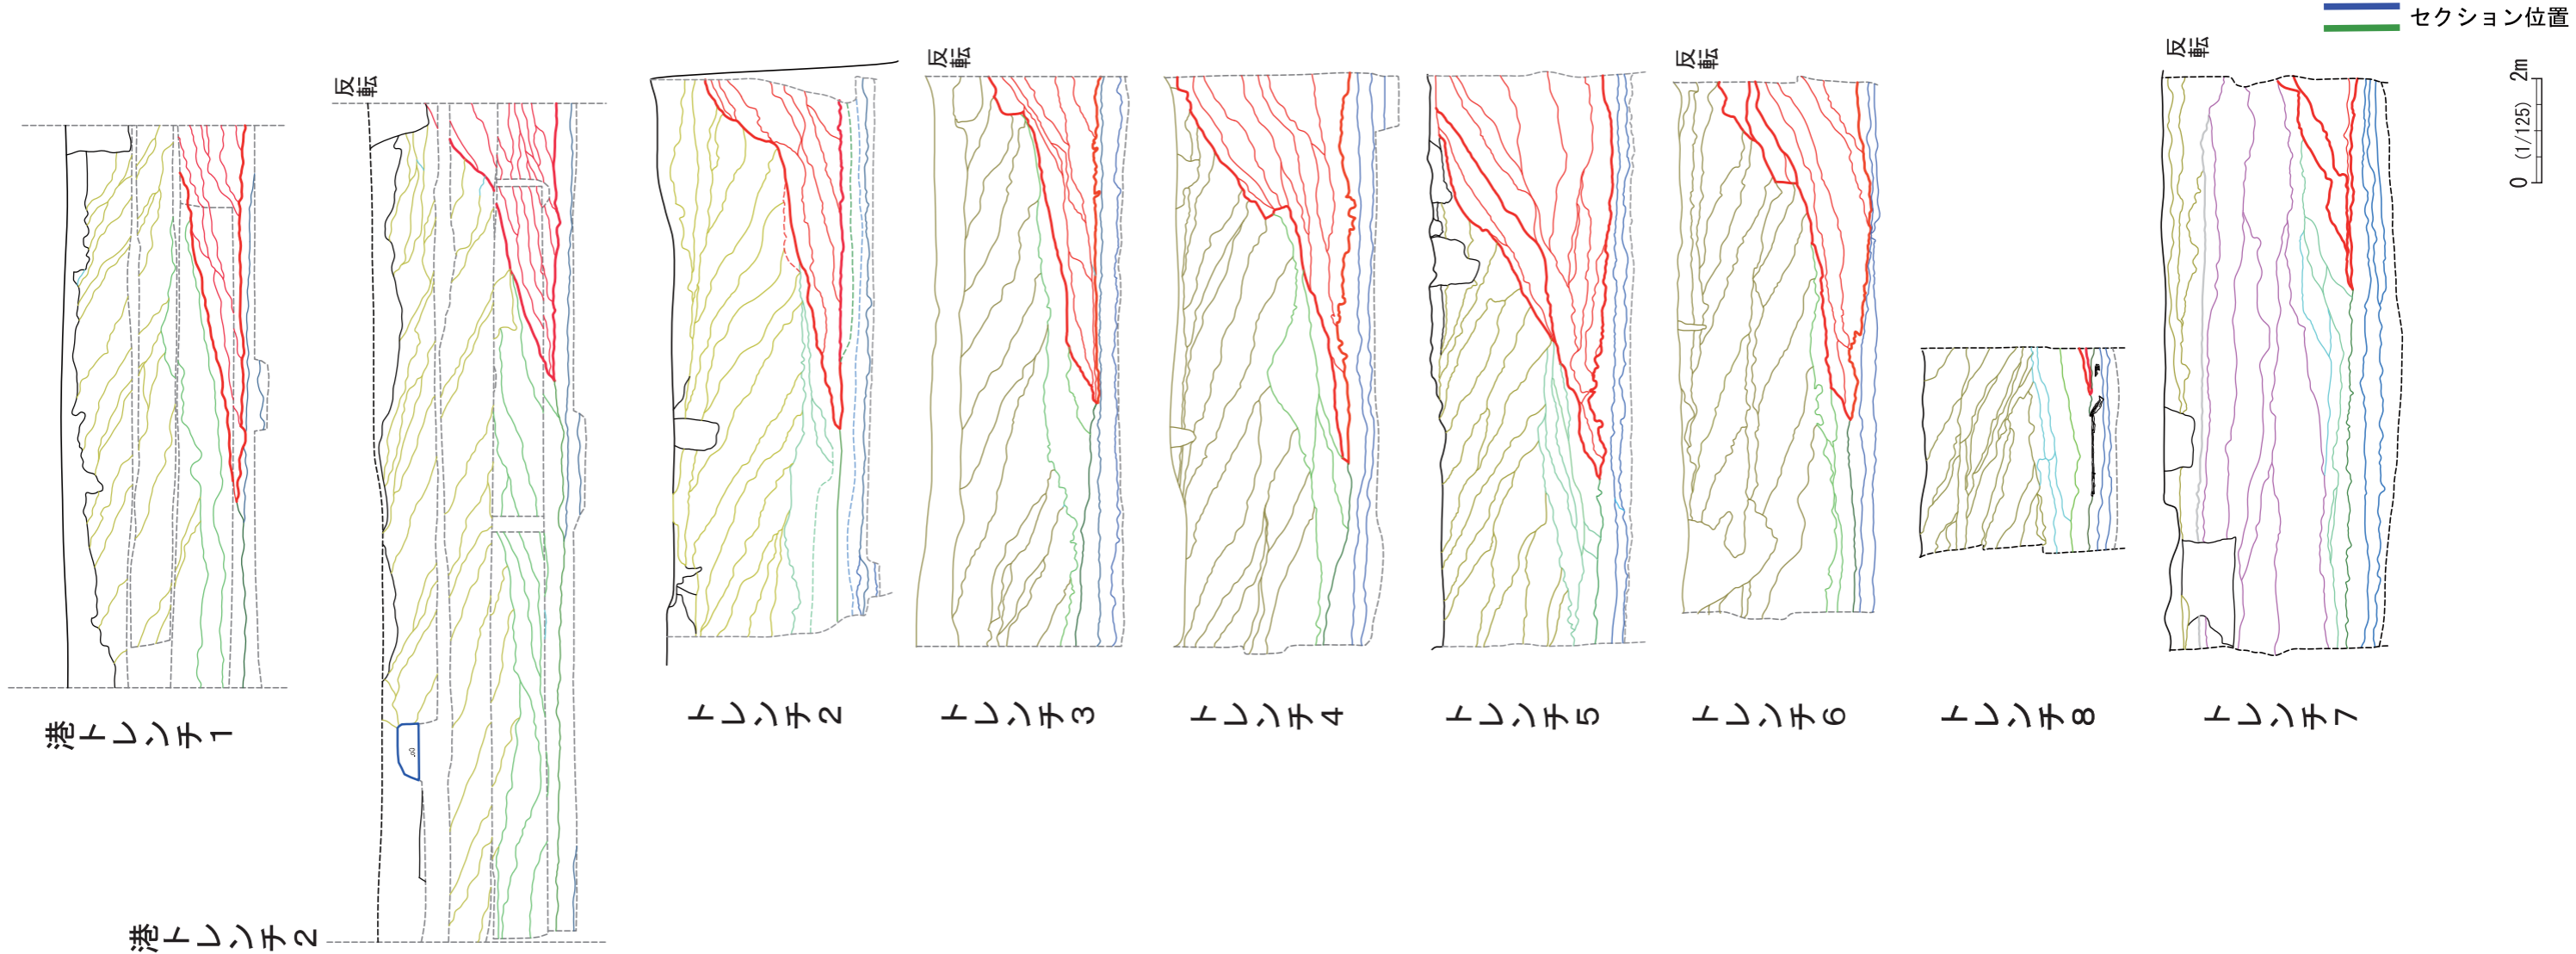 セクション位置
0 (1/125) 2m
反転
反転
反転
反転
港トレンチ1
港トレンチ2
トレンチ2
トレンチ3
トレンチ4
トレンチ5
トレンチ6
トレンチ8
トレンチ7